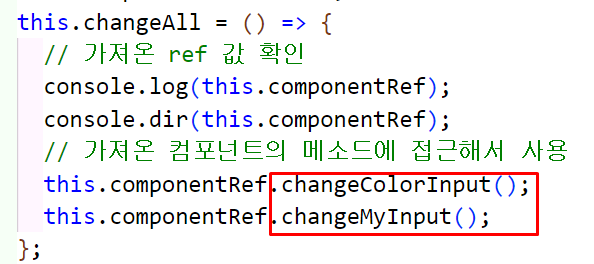 this.changeAll = () => {
// 가져온 ref 값 확인
console.log(this.componentRef);
console.dir(this.componentRef);
// 가져온 컴포넌트의 메소드에 접근해서 사용
this.componentRef.changeColorInput();
this.componentRef.changeMyInput();
};